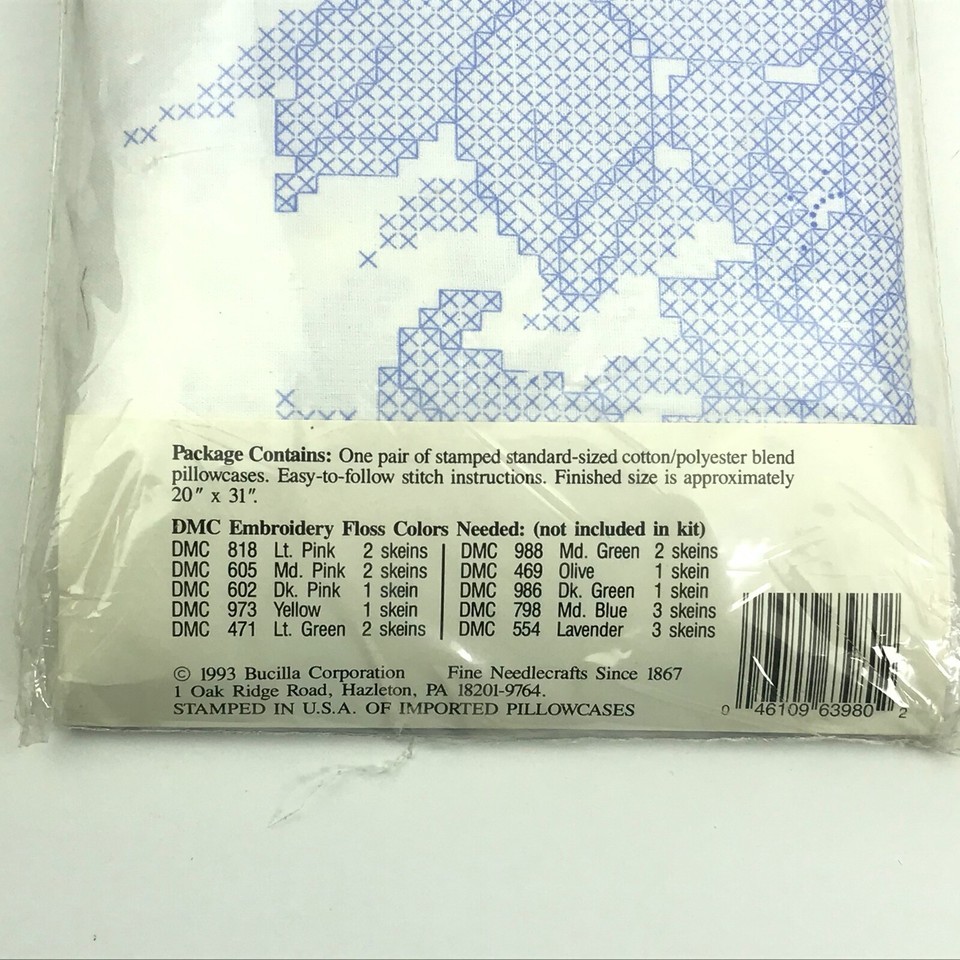 Package Contains: One pair of stamped standard-sized cotton/polyester blend
pillowcases. Easy-to-follow stitch instructions. Finished size is approximately
20" x 31".
DMC Embroidery Floss Colors Needed: (not included in kit)
DMC 818 Lt. Pink 2 skeins
DMC 605 Md. Pink 2 skeins
DMC 602 Dk. Pink 1 skein
DMC 973 Yellow 1 skein
DMC 471 Lt. Green 2 skeins
DMC 988 Md. Green 2 skeins
DMC 469 Olive 1 skein
DMC 986 Dk. Green 1 skein
DMC 798 Md. Blue 3 skeins
DMC 554 Lavender 3 skeins
© 1993 Bucilla Corporation Fine Needlecrafts Since 1867
1 Oak Ridge Road, Hazleton, PA 18201-9764.
STAMPED IN U.S.A. OF IMPORTED PILLOWCASES
0 46109 63980 2